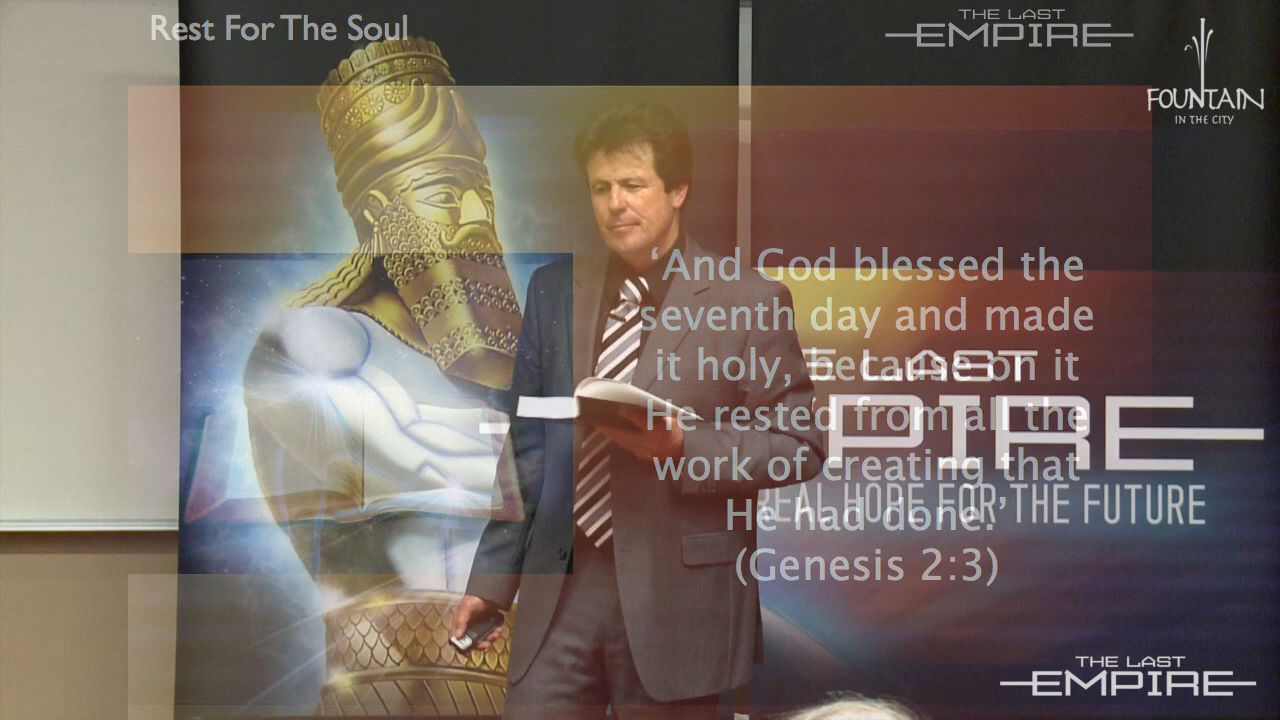 Rest For The Soul
THE LAST
EMPIRE
FOUNTAIN
IN THE CITY
‘And God blessed the
seventh day and made
it holy, because on it
He rested from all the
work of creating that
He had done.’
(Genesis 2:3)
E LAST
PIRE
REAL HOPE FOR THE FUTURE
THE LAST
EMPIRE